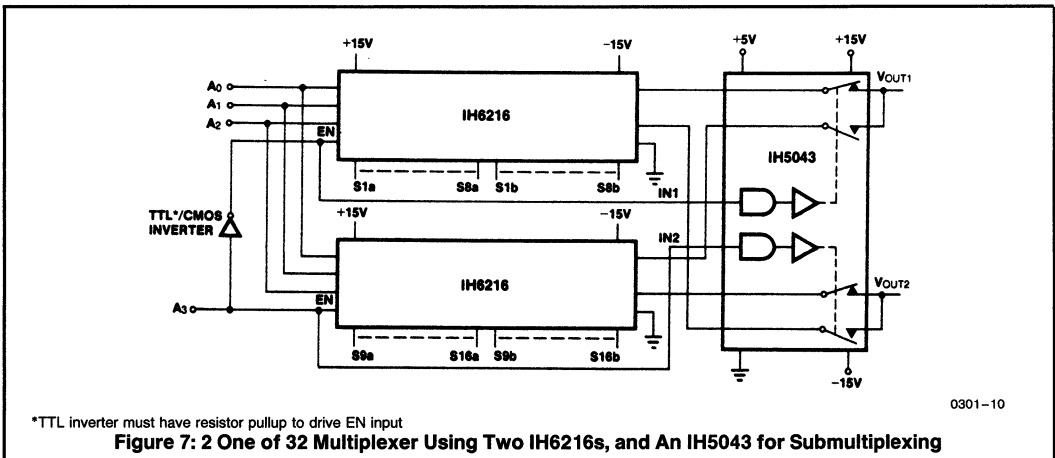 +15V -15V +5V +15V
A0 VOUT1
A1
A2 EN IH6216
IH5043
S1a S8a S1b S8b IN1
TTL*/CMOS
INVERTER
+15V -15V IN2
IH6216
EN VOUT2
A3
S9a S16a S9b S16b
-15V
0301-10
*TTL inverter must have resistor pullup to drive EN input
Figure 7: 2 One of 32 Multiplexer Using Two IH6216s, and An IH5043 for Submultiplexing